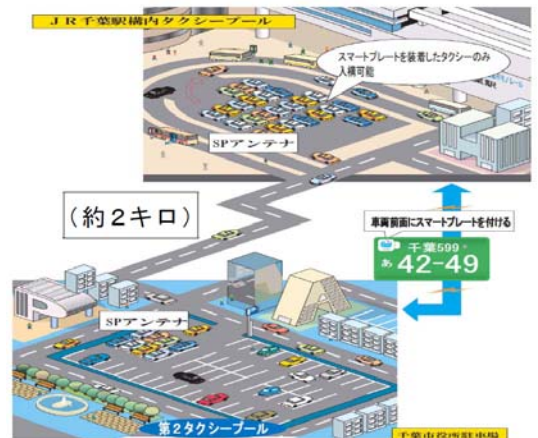 JR千葉駅構内タクシープール
スマートプレートを装着したタクシーのみ
入構可能
SPアンテナ
(約2キロ)
車両前面にスマートプレートを付ける
千葉599
あ 42-49
SPアンテナ
第2タクシープール
千葉市役所駐車場